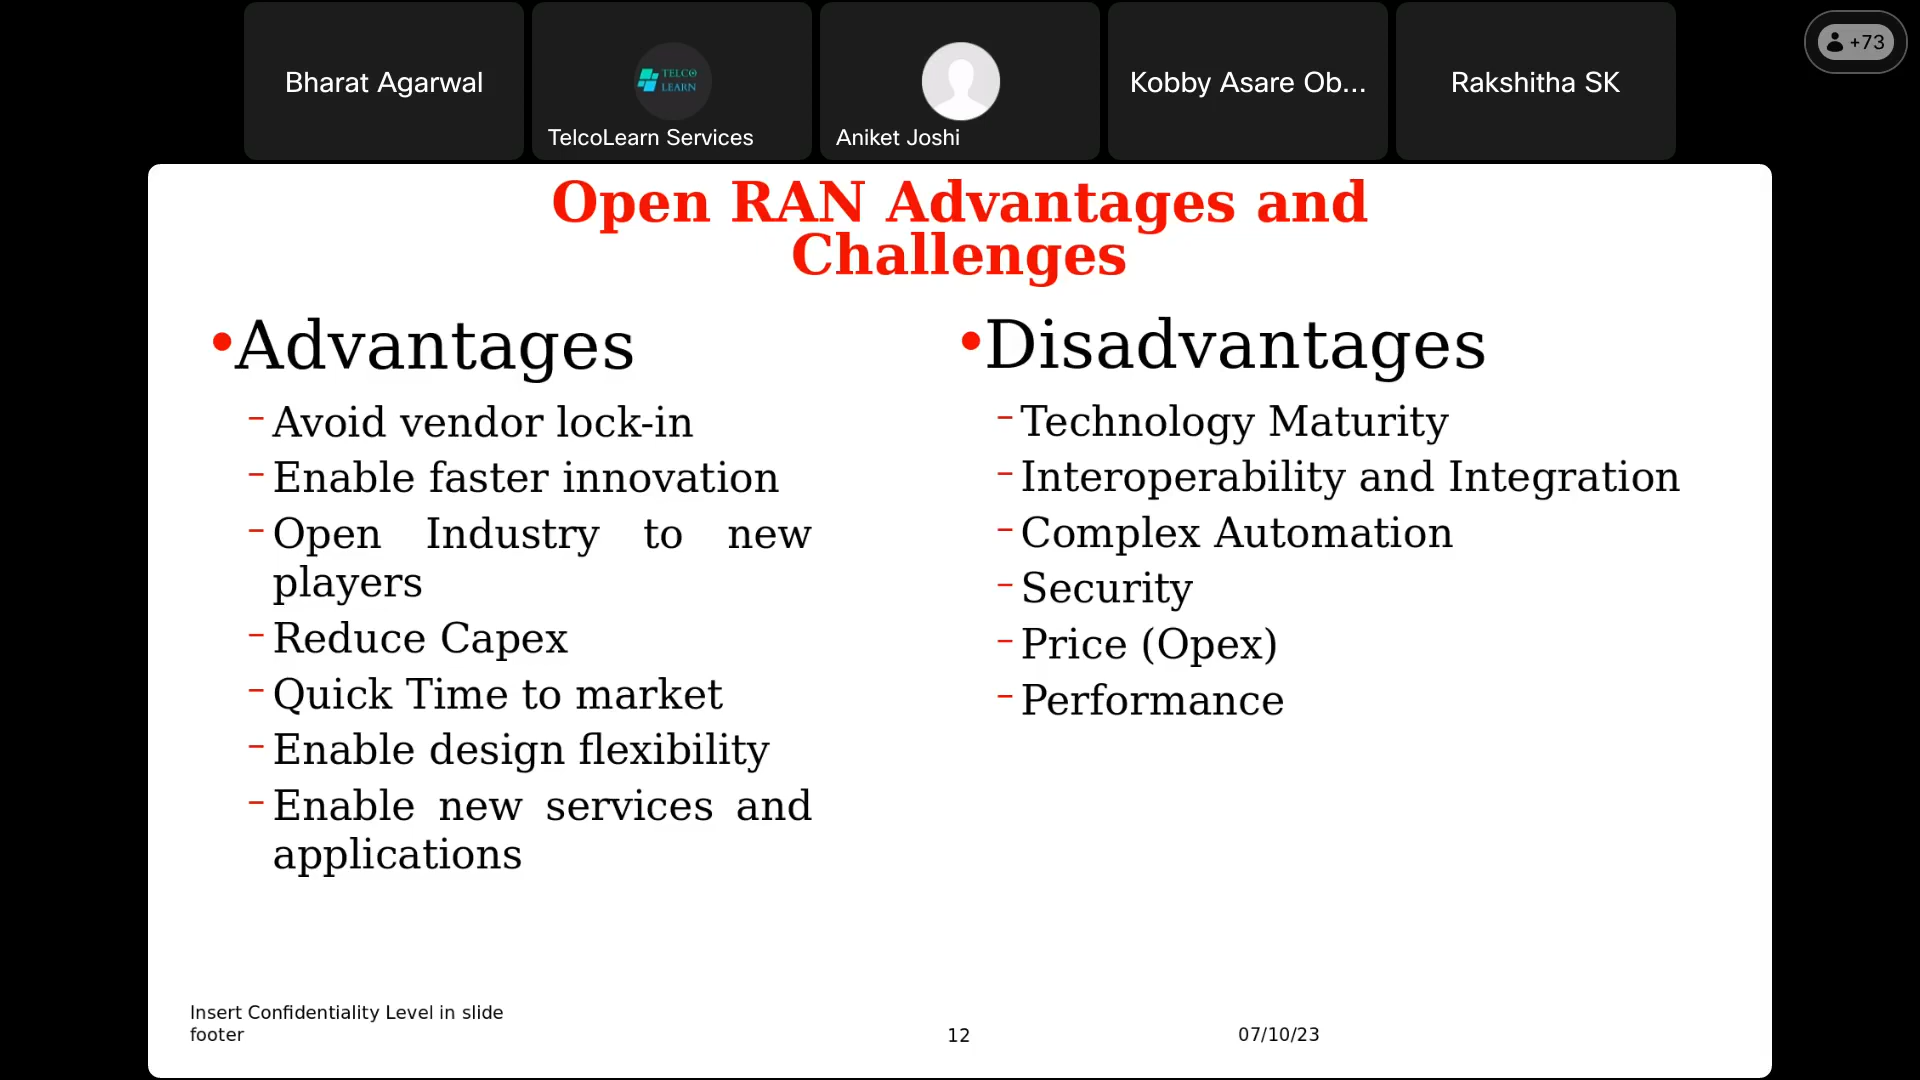 Bharat Agarwal
TELCO
LEARN
TelcoLearn Services
Aniket Joshi
Kobby Asare Ob...
Rakshitha SK
+73
Open RAN Advantages and
Challenges
•Advantages
–Avoid vendor lock-in
–Enable faster innovation
–Open Industry to new
players
–Reduce Capex
–Quick Time to market
–Enable design flexibility
–Enable new services and
applications
•Disadvantages
–Technology Maturity
–Interoperability and Integration
–Complex Automation
–Security
–Price (Opex)
–Performance
Insert Confidentiality Level in slide
footer
12
07/10/23